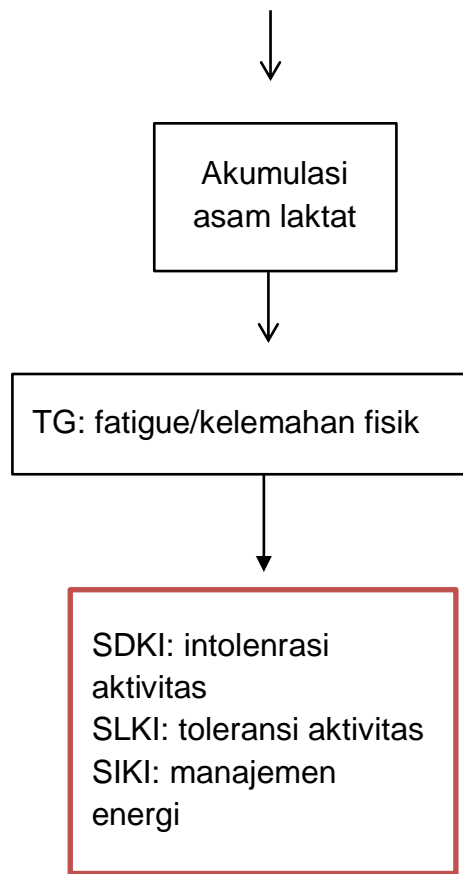 Akumulasi
asam laktat
TG: fatigue/kelemahan fisik
SDKI: intolenrasi
aktivitas
SLKI: toleransi aktivitas
SIKI: manajemen
energi